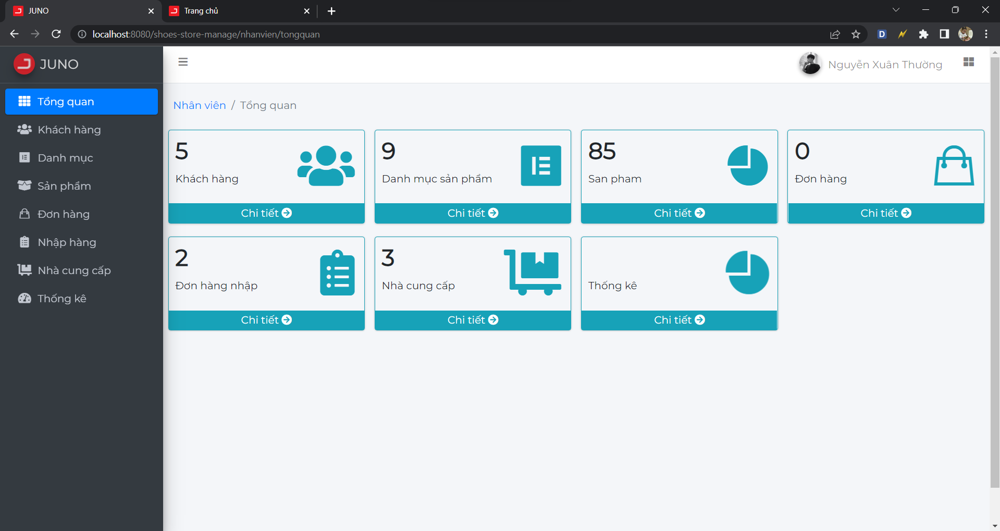 JUNO
Trang chủ
localhost:8080/shoes-store-manage/nhanvien/tongquan
D
JUNO
Nguyễn Xuân Thường
Tổng quan
Khách hàng
Danh mục
Sản phẩm
Đơn hàng
Nhập hàng
Nhà cung cấp
Thống kê
Nhân viên / Tổng quan
5
Khách hàng
Chi tiết
9
Danh mục sản phẩm
Chi tiết
85
San pham
Chi tiết
0
Đơn hàng
Chi tiết
2
Đơn hàng nhập
Chi tiết
3
Nhà cung cấp
Chi tiết
Thống kê
Chi tiết